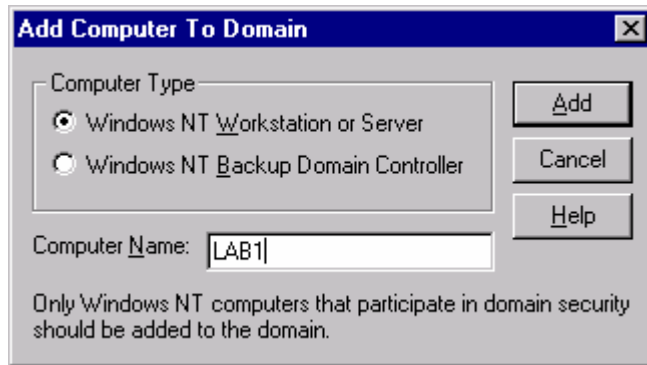 Add Computer To Domain
Computer Type
Windows NT Workstation or Server
Add
Windows NT Backup Domain Controller
Cancel
Help
Computer Name: LAB1
Only Windows NT computers that participate in domain security
should be added to the domain.